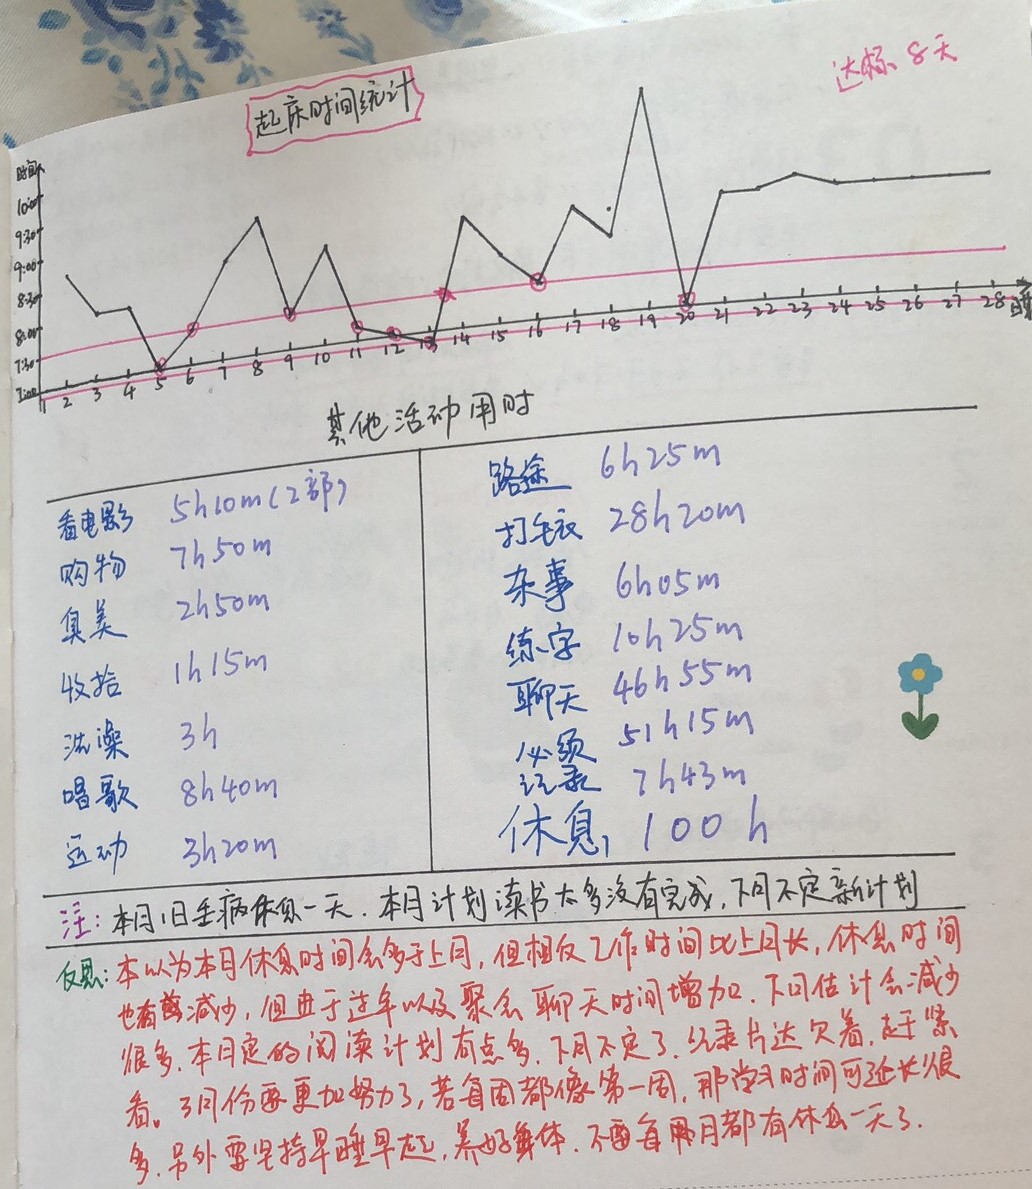 达标 8天
起床时间统计
时间
10:00
9:30
9:00
8:30
8:00
7:30
7:00
1 2 3 4 5 6 7 8 9 10 11 12 13 14 15 16 17 18 19 20 21 22 23 24 25 26 27 28 日期
其他活动用时
看电影 5h10m(2部)
购物 7h50m
臭美 2h50m
收拾 1h15m
洗澡 3h
唱歌 8h40m
运动 3h20m
路途 6h25m
打毛衣 28h20m
杂事 6h05m
练字 10h25m
聊天 46h55m
必须 51h15m
记录 7h43m
休息 100h
注:本月1日生病休息一天.本月计划读书太多没有完成,下月不定新计划
反思:本以为本月休息时间会多于上月,但相反工作时间比上月长,休息时间
也有减少,但由于过年以及聚会聊天时间增加.下月估计会减少
很多.本月定的阅读计划有点多.下月不定了.纪录片还欠着,赶紧
看。3月份要更加努力了,若每周都像第一周,那学习时间可延长很
多.另外要坚持早睡早起,养好身体.不要每月都有休息一天了.